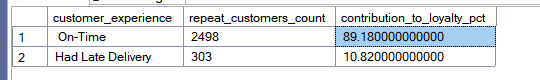 customer_experience repeat_customers_count contribution_to_loyalty_pct
1 On-Time 2498 89.180000000000
2 Had Late Delivery 303 10.820000000000